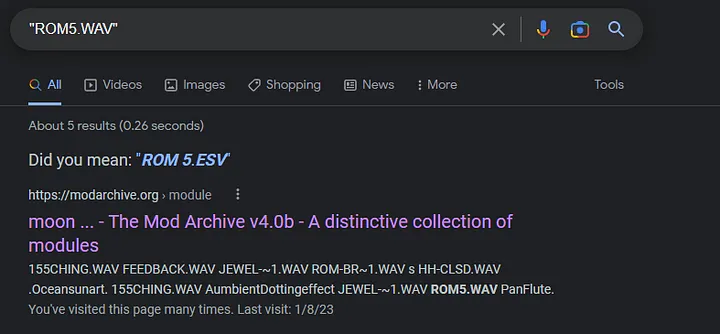 "ROM5.WAV"
All Videos Images Shopping News More Tools
About 5 results (0.26 seconds)
Did you mean: "ROM 5.ESV"
https://modarchive.org › module
moon ... - The Mod Archive v4.0b - A distinctive collection of
modules
155CHING.WAV FEEDBACK.WAV JEWEL-~1.WAV ROM-BR~1.WAV s HH-CLSD.WAV
.Oceansunart. 155CHING.WAV AumbientDottingeffect JEWEL-~1.WAV ROM5.WAV PanFlute.
You've visited this page many times. Last visit: 1/8/23